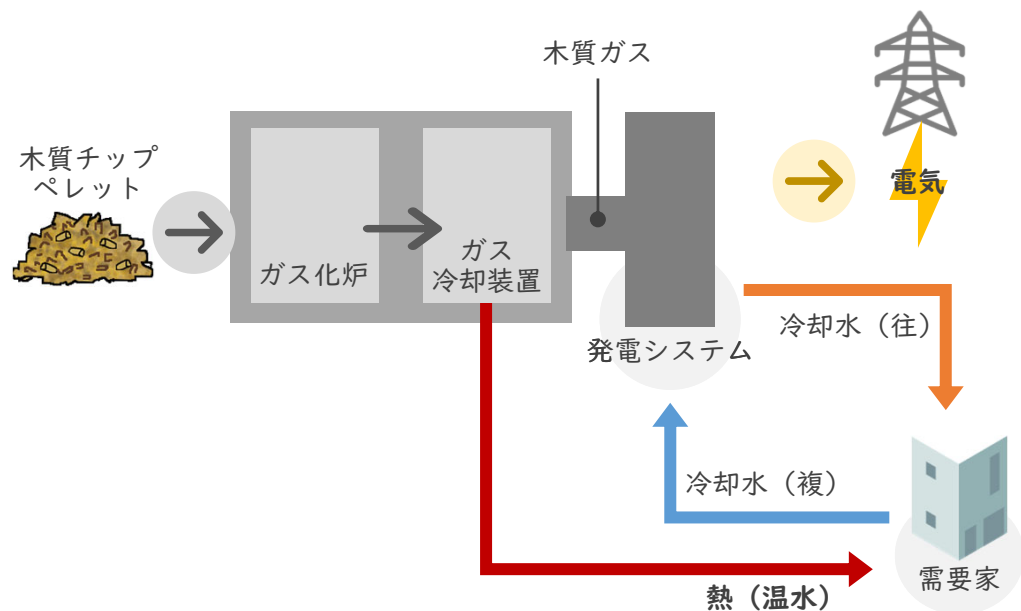 木質ガス
木質チップ
ペレット
電気
ガス化炉
ガス
冷却装置
発電システム
冷却水（往）
冷却水（複）
需要家
熱（温水）